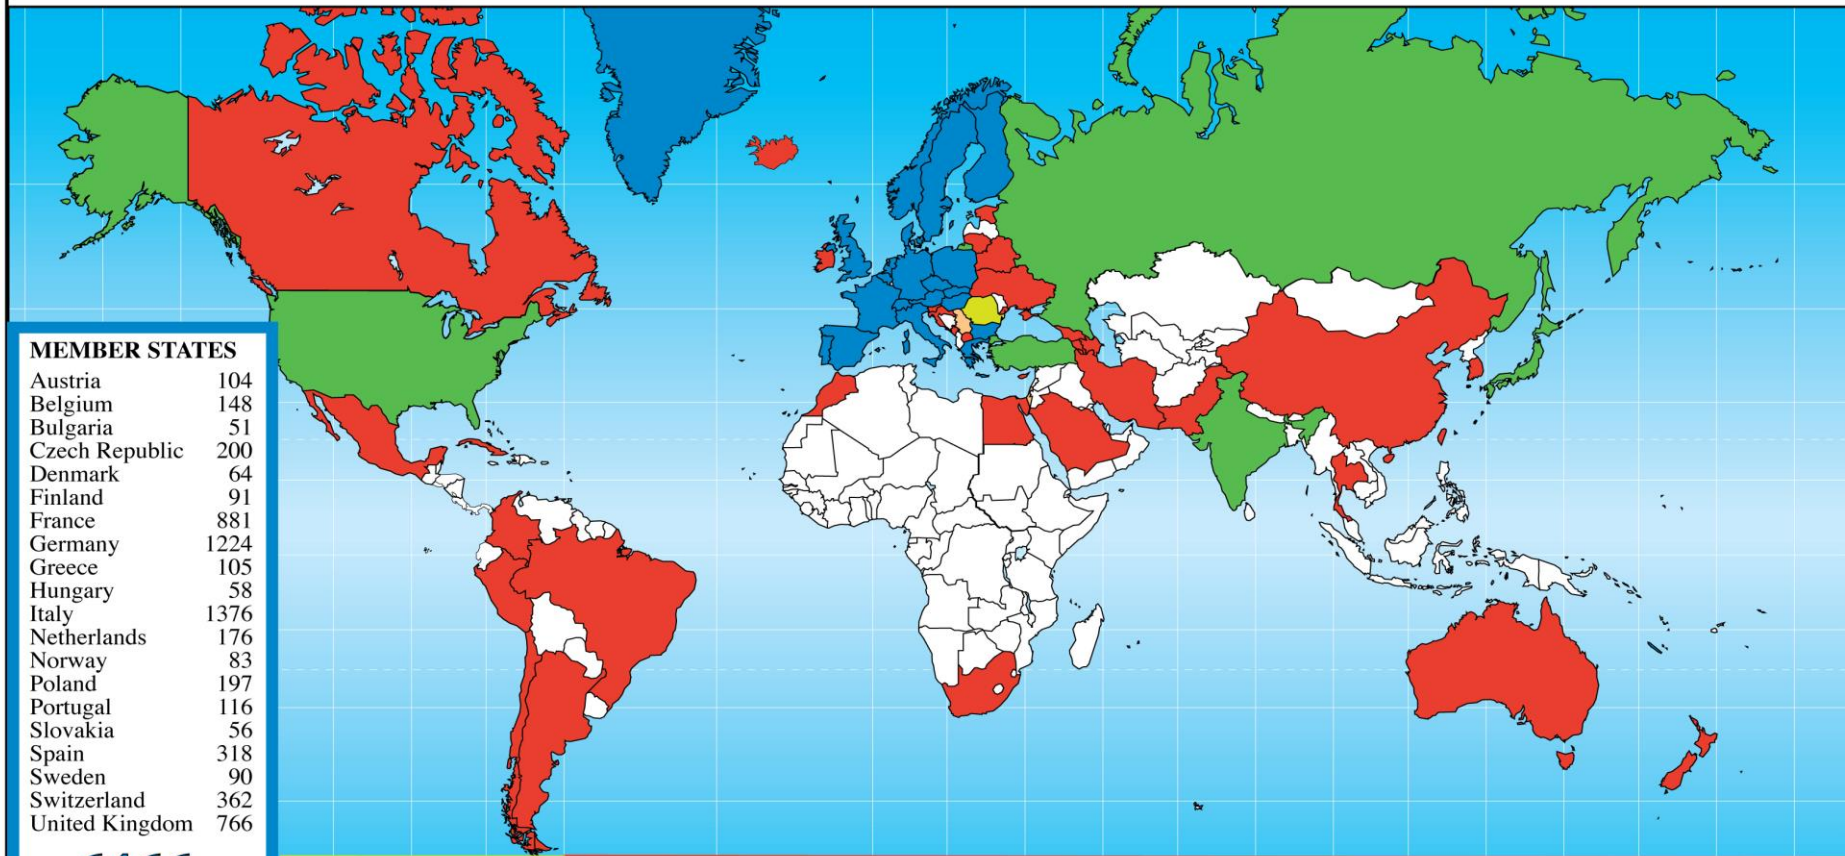 MEMBER STATES
Austria 104
Belgium 148
Bulgaria 51
Czech Republic 200
Denmark 64
Finland 91
France 881
Germany 1224
Greece 105
Hungary 58
Italy 1376
Netherlands 176
Norway 83
Poland 197
Portugal 116
Slovakia 56
Spain 318
Sweden 90
Switzerland 362
United Kingdom 766